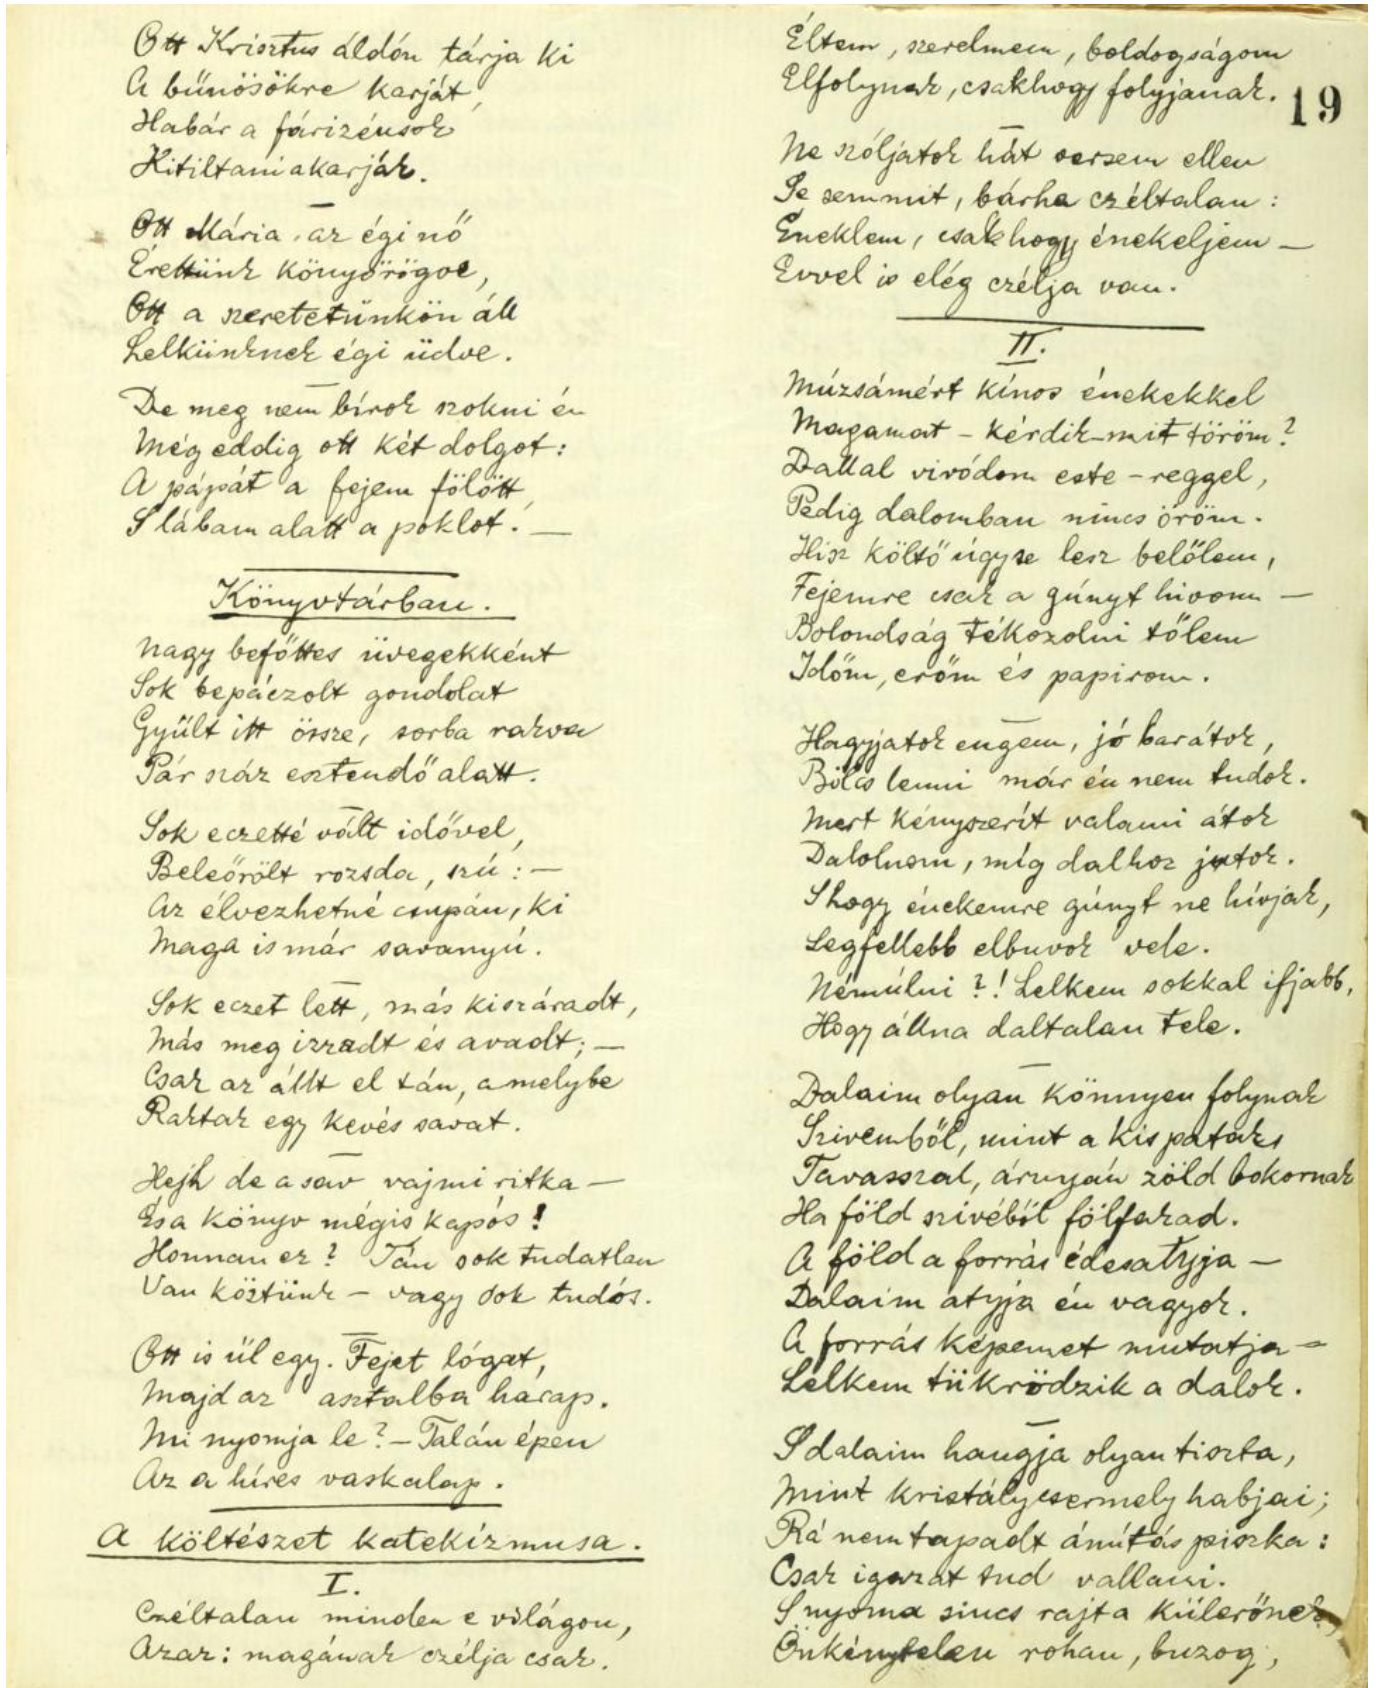 Ott Krisztus áldón tárja ki
A bűnösökre karját,
Habár a fárizéusok
Kitiltani akarják.
Ott Mária, az égi nő
Érettünk könyörögve,
Ott a szeretetünkön áll
Lelkünknek égi üdve.
De meg nem bírok szokni én
Még eddig ott két dolgot:
A pápát a fejem fölött,
S lábam alatt a poklot. —
Könyvtárban.
Nagy befőttes üvegekként
Sok bepáczolt gondolat
Gyűlt itt össze, sorba rakva
Pár száz esztendő alatt.
Sok eczetté vált idővel,
Beleőrölt rozsda, szú: —
Az élvezhetné csupán, ki
Maga is már savanyú.
Sok eczet lett, más kiszáradt,
Más meg izzadt és avadt; —
Csak az állt el tán, a melybe
Raktak egy kevés savat.
Hejh de a sav vajmi ritka —
És a könyv mégis kapós!
Honnan ez? Tán sok tudatlan
Van köztünk — vagy sok tudós.
Ott is űl egy. Fejet lógat,
Majd az asztalba harap.
Mi nyomja le? — Talán épen
Az a híres vaskalap.
A költészet katekízmusa.
I.
Czéltalan minden e világon,
Azaz: magának czélja csak.
Éltem, szerelmem, boldogságom
Elfolynak, csakhogy folyjanak.
19
Ne szóljatok hát versem ellen
Se semmit, bárha czéltalan:
Éneklem, csakhogy énekeljem —
Evvel is elég czélja van.
II.
Múzsámért kínos énekekkel
Magamat – kérdik – mit töröm?
Dallal vivódom este – reggel,
Pedig dalomban nincs öröm.
Hisz költő úgyse lesz belőlem,
Fejemre csak a gúnyt hivom —
Bolondság tékozolni tőlem
Időm, erőm és papirom.
Hagyjatok engem, jó barátok,
Bölcs lenni már én nem tudok.
Mert kényszerít valami átok
Dalolnom, míg dalhoz jutok.
S hogy énekemre gúnyt ne hívjak,
Legfellebb elbuvok vele.
Némúlni?! Lelkem sokkal ifjabb,
Hogy állna daltalan tele.
Dalaim olyan könnyen folynak
Szivemből, mint a kis patak
Tavasszal, árnyán zöld bokornak
Ha föld szivéből fölfakad.
A föld a forrás édesatyja —
Dalaim atyja én vagyok.
A forrás képemet mutatja —
Lelkem tükrödzik a dalok.
S dalaim hangja olyan tiszta,
Mint kristálycsermely habjai;
Rá nem tapadt ámítás piszka:
Csak igazat tud vallani.
S nyoma sincs rajta külerőnek,
Önkénytelen rohan, buzog,